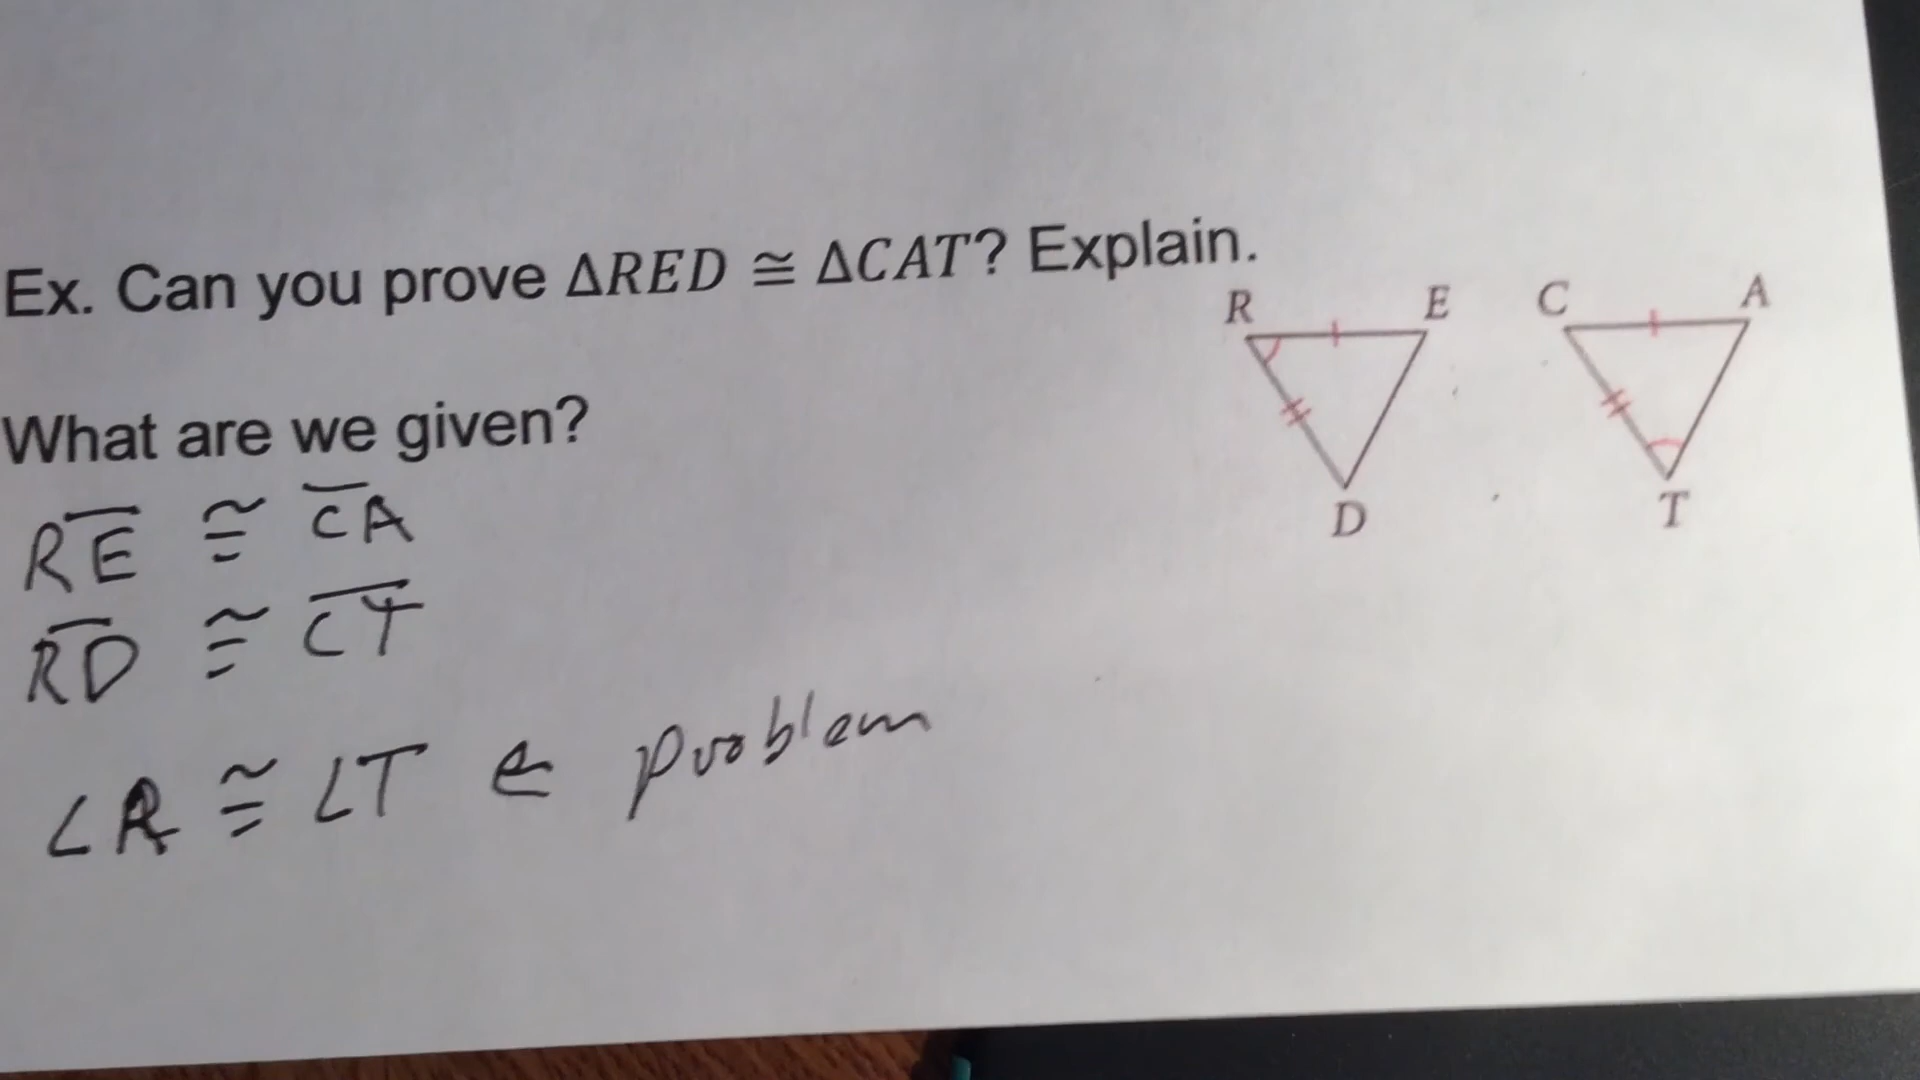 Ex. Can you prove ΔRED ≅ ΔCAT? Explain.
R E C A
D T
What are we given?
RE ≅ CA
RD ≅ CT
∠R ≅ ∠T ← problem